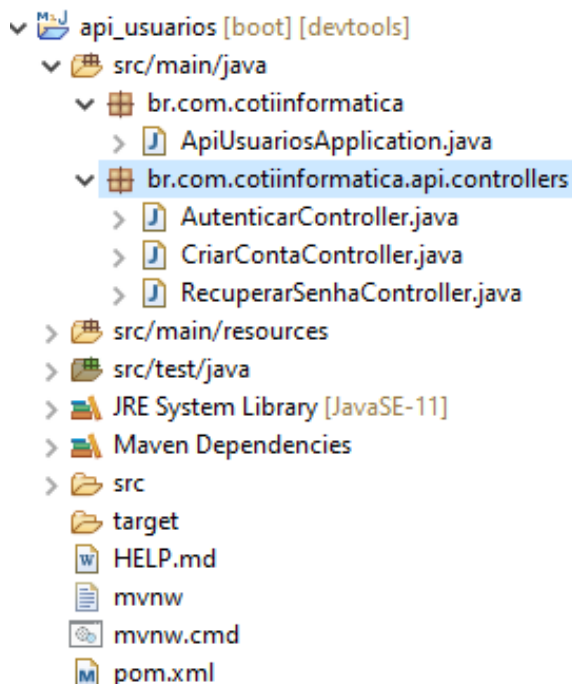 api_usuarios [boot] [devtools]
src/main/java
br.com.cotiinformatica
ApiUsuariosApplication.java
br.com.cotiinformatica.api.controllers
AutenticarController.java
CriarContaController.java
RecuperarSenhaController.java
src/main/resources
src/test/java
JRE System Library [JavaSE-11]
Maven Dependencies
src
target
HELP.md
mvnw
mvnw.cmd
pom.xml